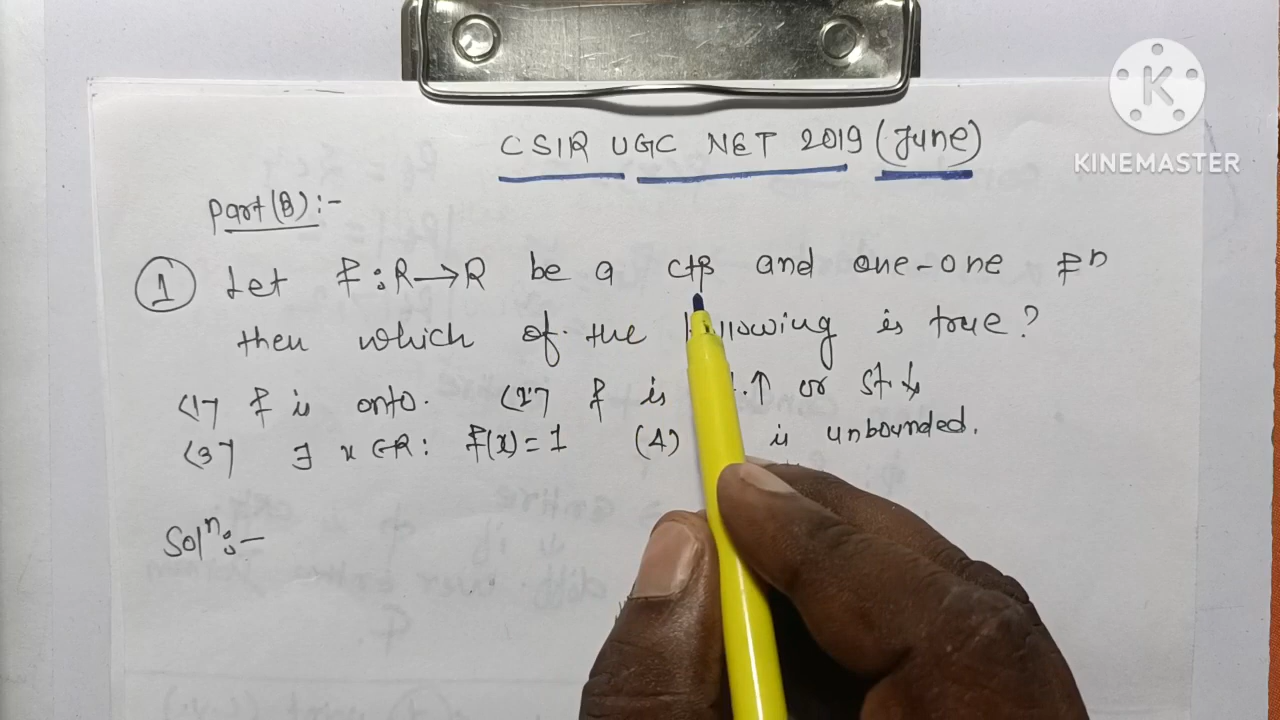 CSIR UGC NET 2019 (June)
KINEMASTER
Part (B) :-
1 Let f : R → R be a cts and one-one fⁿ
then which of the following is true?
<1> f is onto. <2> f is .↑ or st. ↓
<3> ∃ x ∈ R : f(x) = 1 (4) is unbounded.
Solⁿ :-